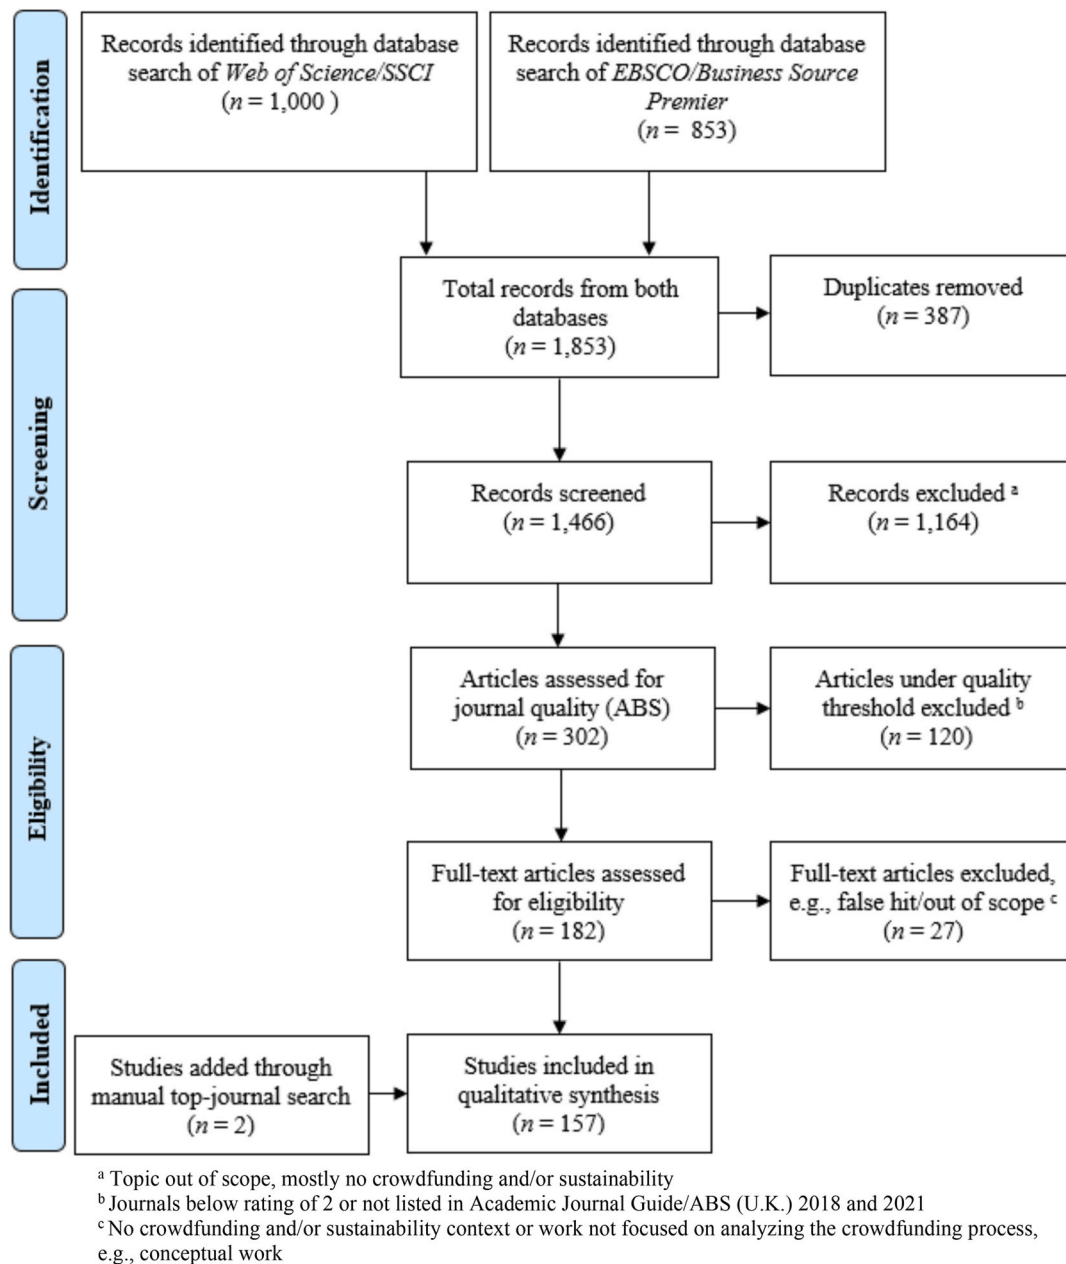 Identification
Records identified through database
search of Web of Science/SSCI
(n = 1,000 )
Records identified through database
search of EBSCO/Business Source
Premier
(n = 853)
Total records from both
databases
(n = 1,853)
Duplicates removed
(n = 387)
Screening
Records screened
(n = 1,466)
Records excluded a
(n = 1,164)
Eligibility
Articles assessed for
journal quality (ABS)
(n = 302)
Articles under quality
threshold excluded b
(n = 120)
Full-text articles assessed
for eligibility
(n = 182)
Full-text articles excluded,
e.g., false hit/out of scope c
(n = 27)
Included
Studies added through
manual top-journal search
(n = 2)
Studies included in
qualitative synthesis
(n = 157)
a Topic out of scope, mostly no crowdfunding and/or sustainability
b Journals below rating of 2 or not listed in Academic Journal Guide/ABS (U.K.) 2018 and 2021
c No crowdfunding and/or sustainability context or work not focused on analyzing the crowdfunding process,
e.g., conceptual work